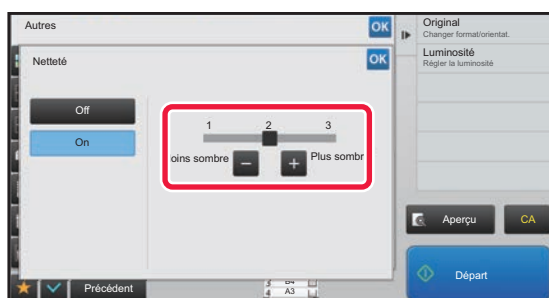 Autres
OK
Netteté
OK
Off
On
1 2 3
oins sombre
Plus sombr
Précédent
A3
Original
Changer format/orientat.
Luminosité
Régler la luminosité
Aperçu
CA
Départ